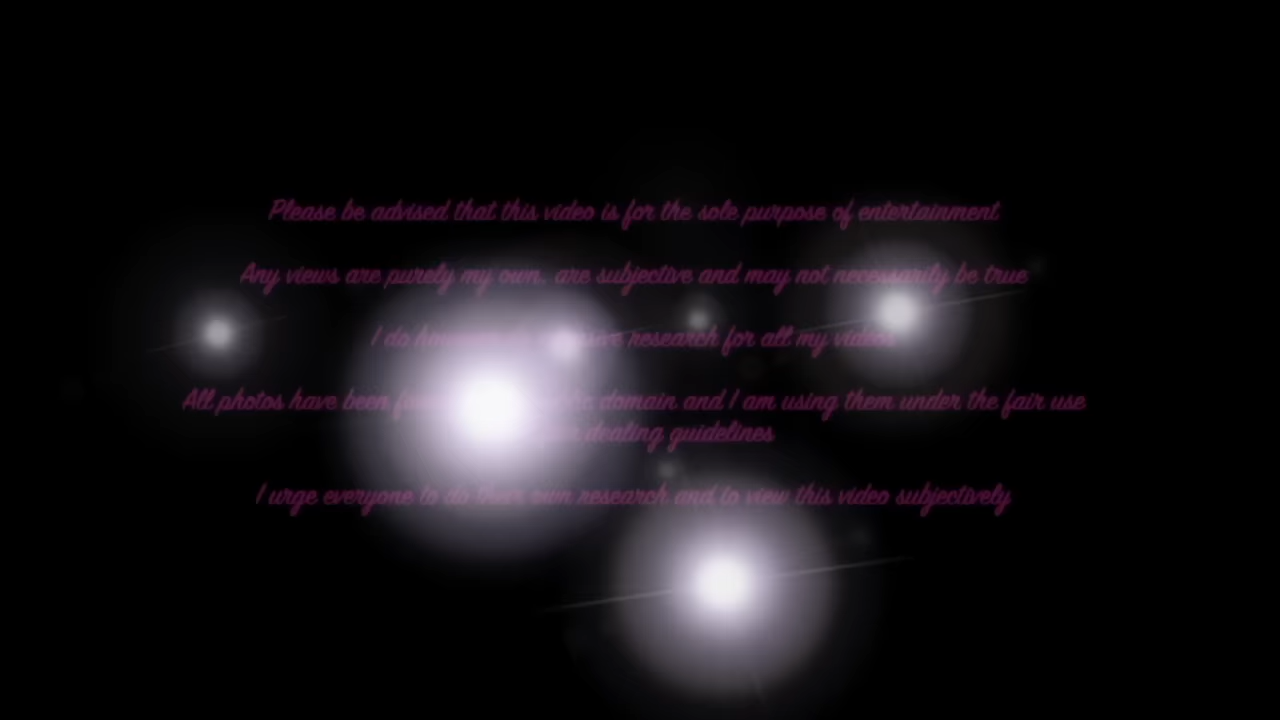 Please be advised that this video is for the sole purpose of entertainment
Any views are purely my own. are subjective and may not necessarily be true
I do research for all my videos
All photos have been domain and I am using them under the fair use
dealing guidelines
I urge everyone to do their own research and to view this video subjectively